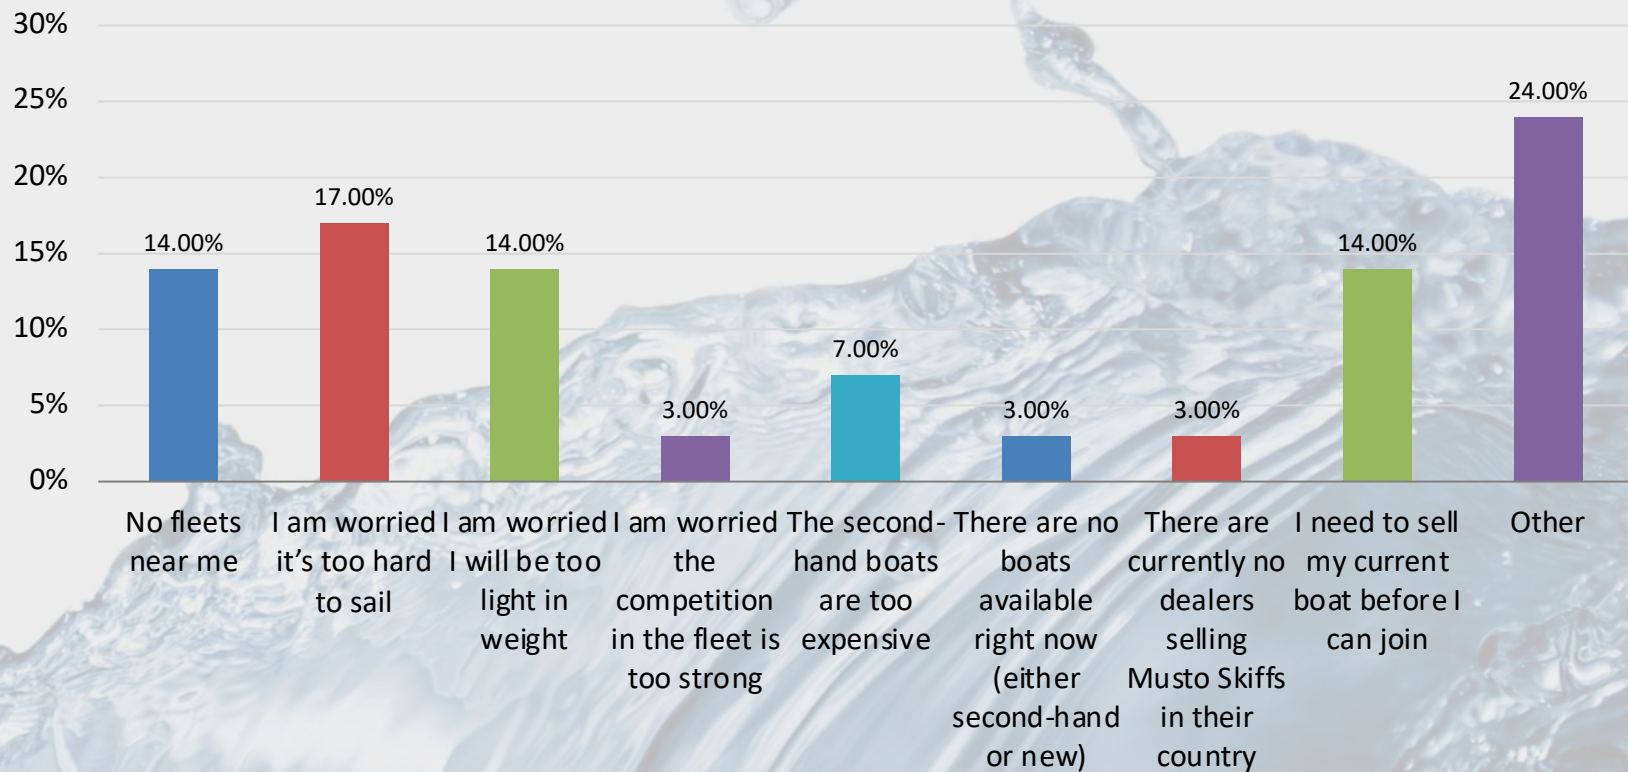 30%
25%
20%
15%
10%
5%
0%
14.00%
17.00%
14.00%
3.00%
7.00%
3.00%
3.00%
14.00%
24.00%
No fleets
near me
I am worried
it’s too hard
to sail
I am worried
I will be too
light in
weight
I am worried
the
competition
in the fleet is
too strong
The second-
hand boats
are too
expensive
There are no
boats
available
right now
(either
second-hand
or new)
There are
currently no
dealers
selling
Musto Skiffs
in their
country
I need to sell
my current
boat before I
can join
Other